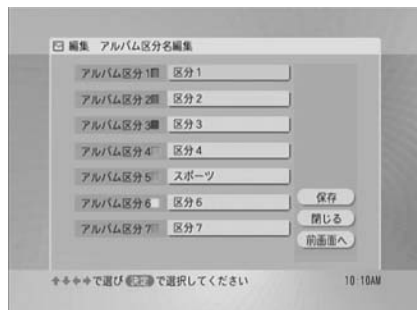 編集 アルバム区分名編集
アルバム区分1 区分1
アルバム区分2 区分2
アルバム区分3 区分3
アルバム区分4 区分4
アルバム区分5 スポーツ
アルバム区分6 区分6
アルバム区分7 区分7
保存
閉じる
前画面へ
で選び 決定 で選択してください 10:10AM